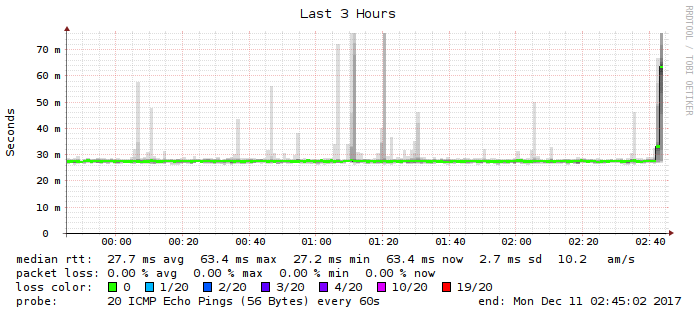 Last 3 Hours
RRDTOOL / TOBI OETIKER
Seconds
70 m
60 m
50 m
40 m
30 m
20 m
10 m
0
00:00 00:20 00:40 01:00 01:20 01:40 02:00 02:20 02:40
median rtt: 27.7 ms avg 63.4 ms max 27.2 ms min 63.4 ms now 2.7 ms sd 10.2 am/s
packet loss: 0.00 % avg 0.00 % max 0.00 % min 0.00 % now
loss color: 0 1/20 2/20 3/20 4/20 10/20 19/20
probe: 20 ICMP Echo Pings (56 Bytes) every 60s end: Mon Dec 11 02:45:02 2017